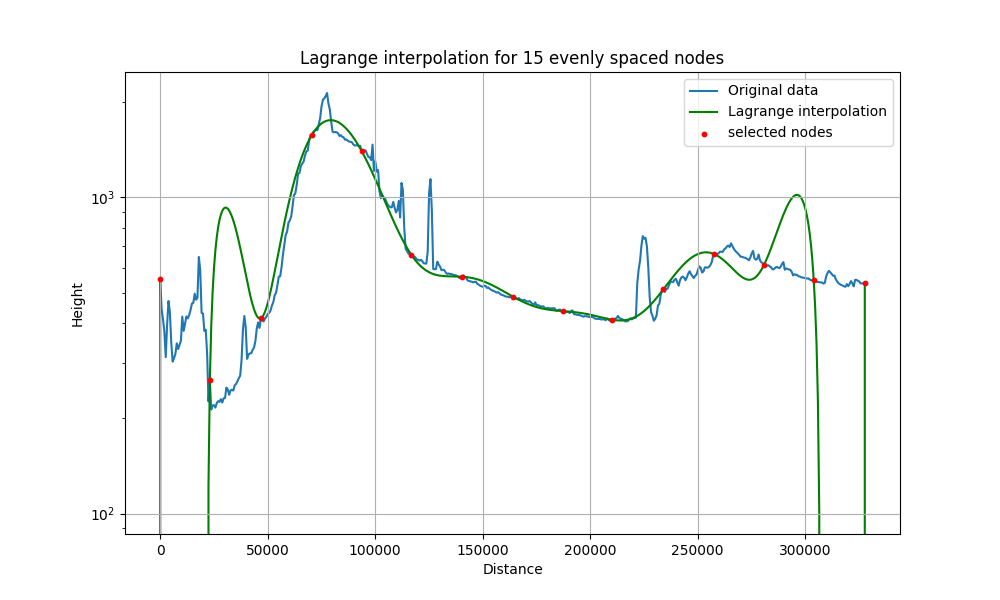 Lagrange interpolation for 15 evenly spaced nodes
Original data
Lagrange interpolation
selected nodes
10³
10²
Height
0 50000 100000 150000 200000 250000 300000
Distance